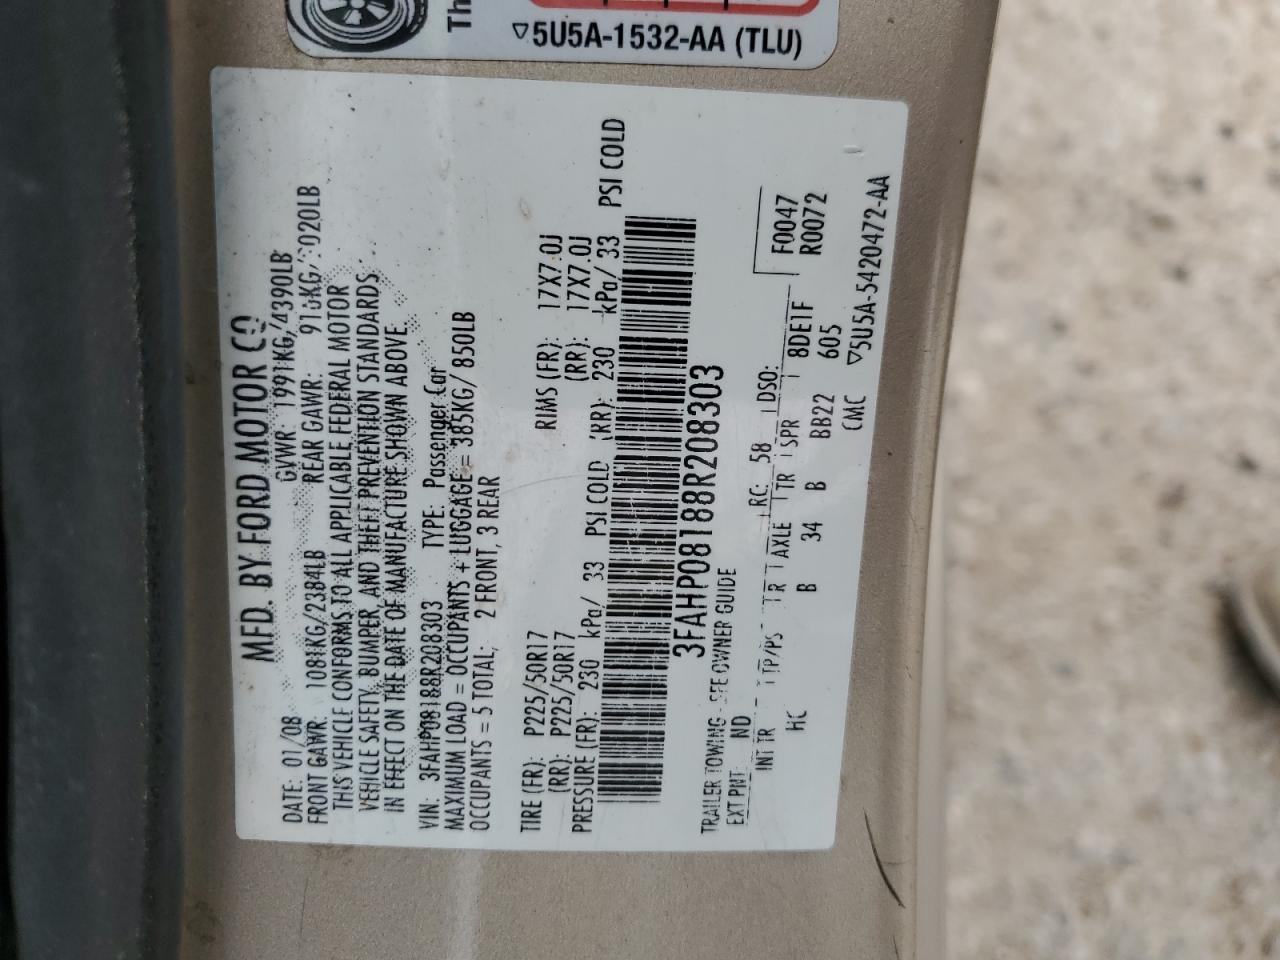 Th
▽5U5A-1532-AA (TLU)
MFD. BY FORD MOTOR CO
DATE: 01/08 GVWR: 1991KG/4390LB
FRONT GAWR: 1081KG/2384LB REAR GAWR: 916KG/2020LB
THIS VEHICLE CONFORMS TO ALL APPLICABLE FEDERAL MOTOR
VEHICLE SAFETY, BUMPER, AND THEFT PREVENTION STANDARDS
IN EFFECT ON THE DATE OF MANUFACTURE SHOWN ABOVE.
VIN: 3FAHP08188R208303 TYPE: Passenger Car
MAXIMUM LOAD = OCCUPANTS + LUGGAGE = 385KG/ 850LB
OCCUPANTS = 5 TOTAL; 2 FRONT, 3 REAR
TIRE (FR): P225/50R17 RIMS (FR): 17X7.0J
(RR): P225/50R17 (RR): 17X7.0J
PRESSURE (FR): 230 kPa/ 33 PSI COLD (RR): 230 kPa/ 33 PSI COLD
3FAHP08188R208303
TRAILER TOWING-SEE OWNER GUIDE
EXT PNT: ND RC: 58 DSO: F0047
R0072
INT TR TP/PS R AXLE TR SPR 8DE1F
HC B 34 B BB22 605
CMC ▽5U5A-5420472-AA